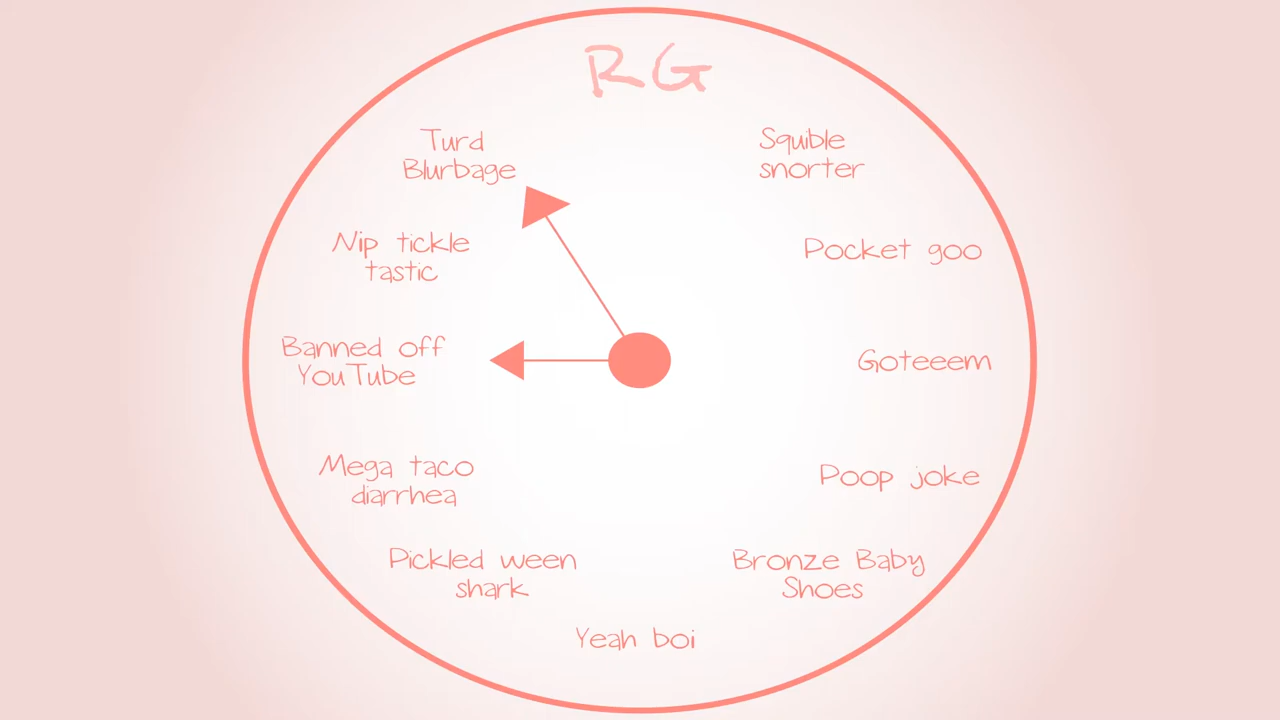 RG
Squible
snorter
Pocket goo
Goteeem
Poop joke
Bronze Baby
Shoes
Yeah boi
Pickled ween
shark
Mega taco
diarrhea
Banned off
YouTube
Nip tickle
tastic
Turd
Blurbage